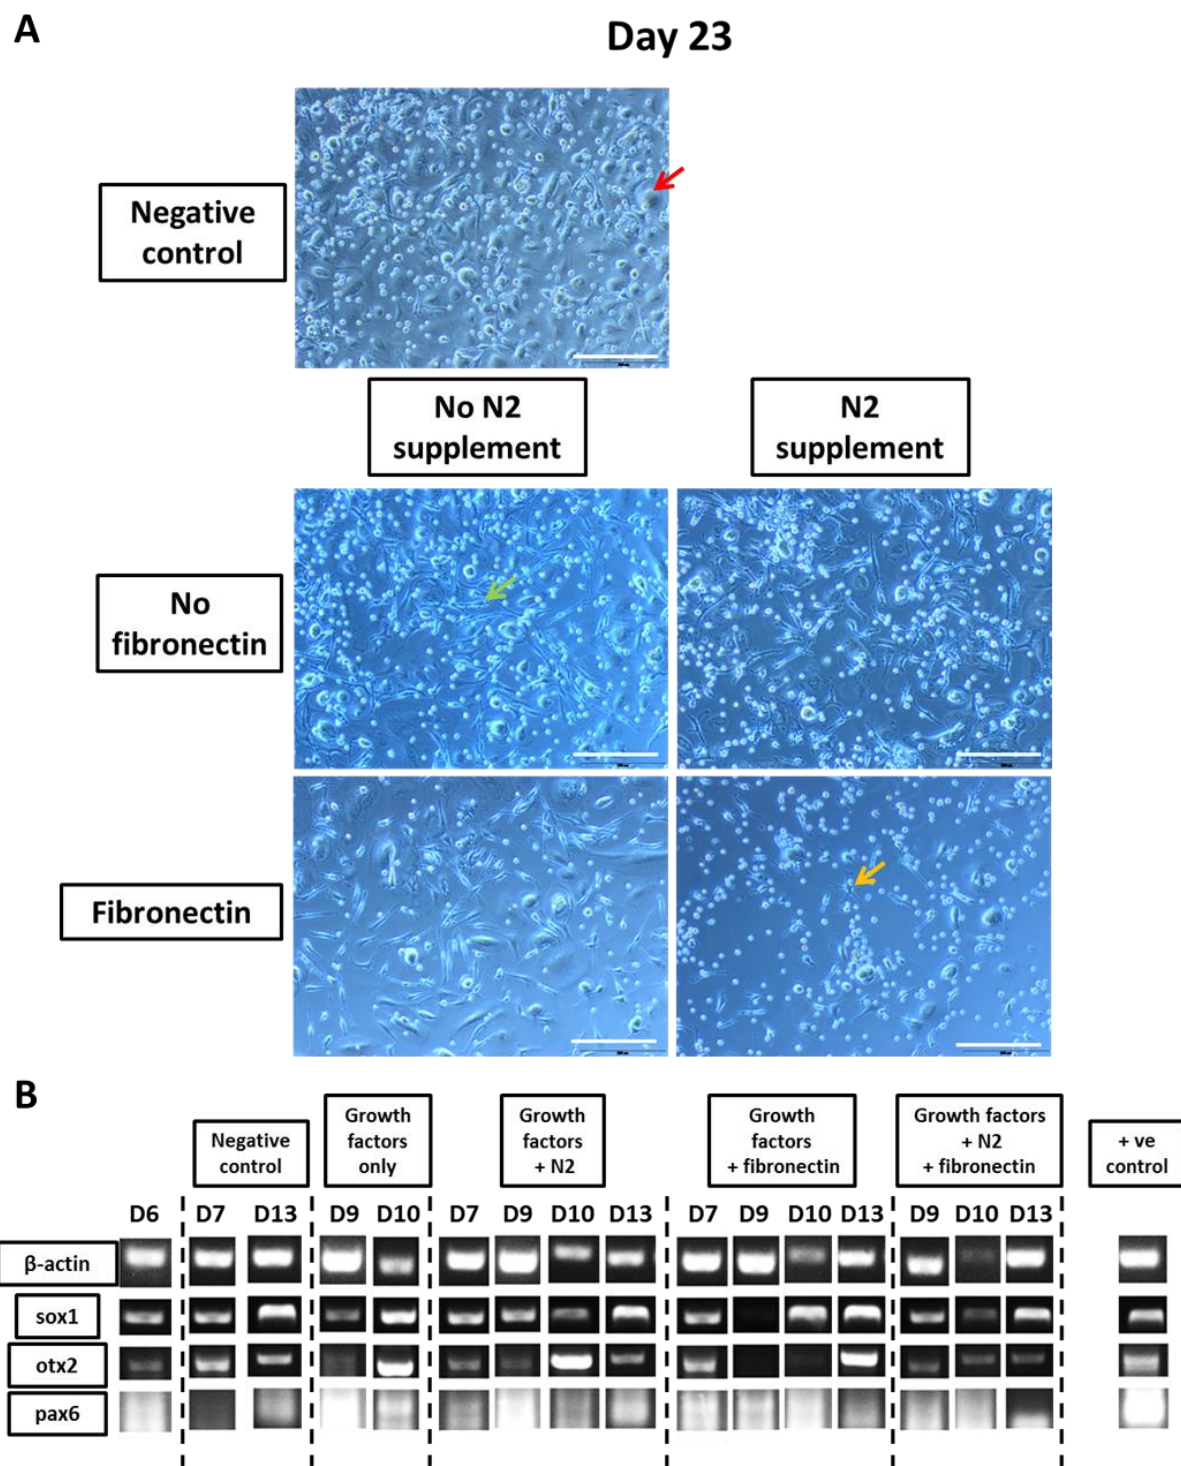 A
Day 23
Negative
control
No N2
supplement
N2
supplement
No
fibronectin
Fibronectin
B
Negative
control
Growth
factors
only
Growth
factors
+ N2
Growth
factors
+ fibronectin
Growth factors
+ N2
+ fibronectin
+ ve
control
D6 D7 D13 D9 D10 D7 D9 D10 D13 D7 D9 D10 D13 D9 D10 D13
β-actin
sox1
otx2
pax6